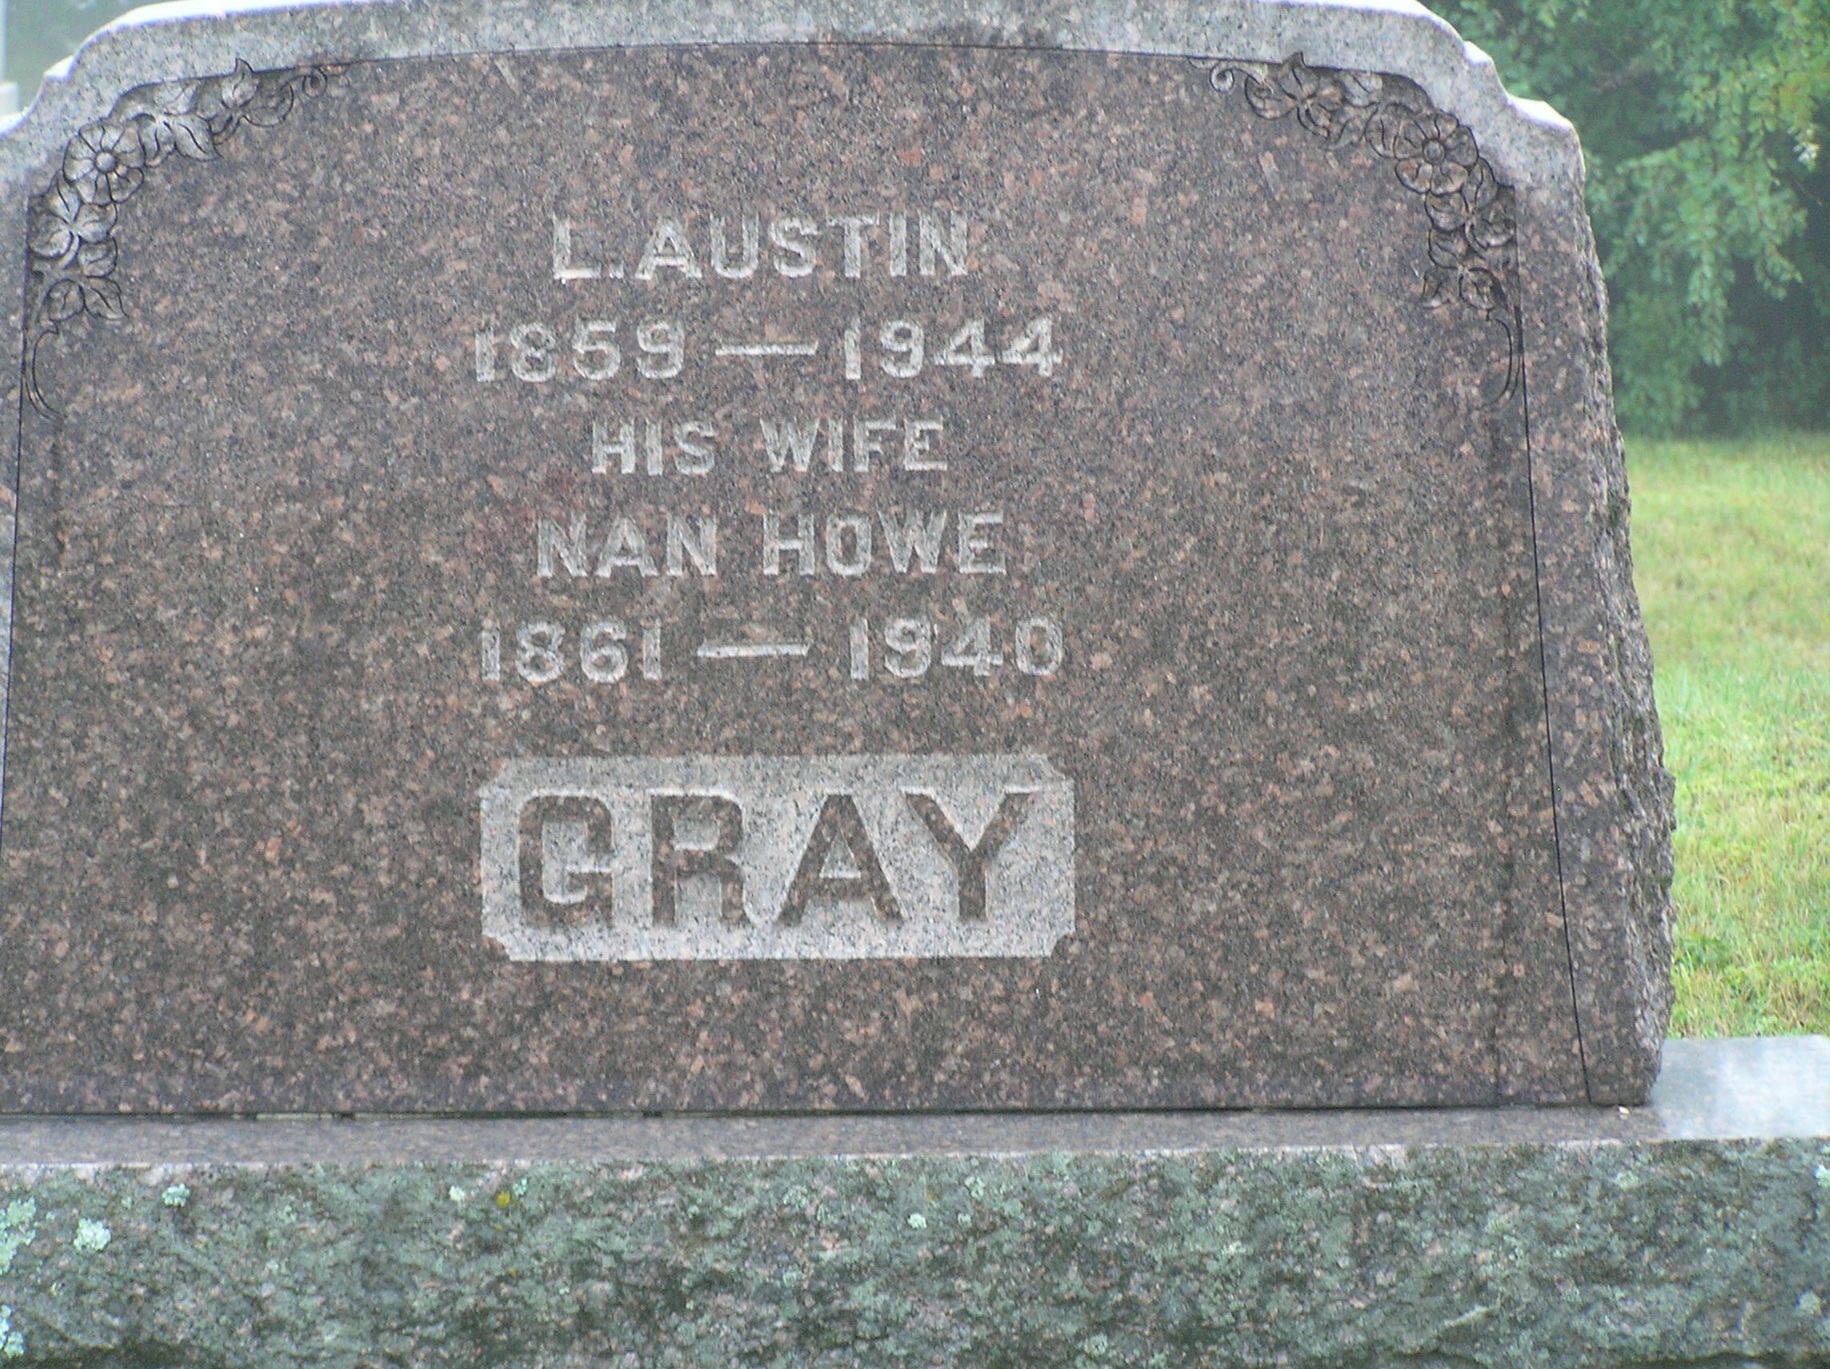 L. AUSTIN
1859 — 1944
HIS WIFE
NAN HOWE
1861 — 1940
GRAY